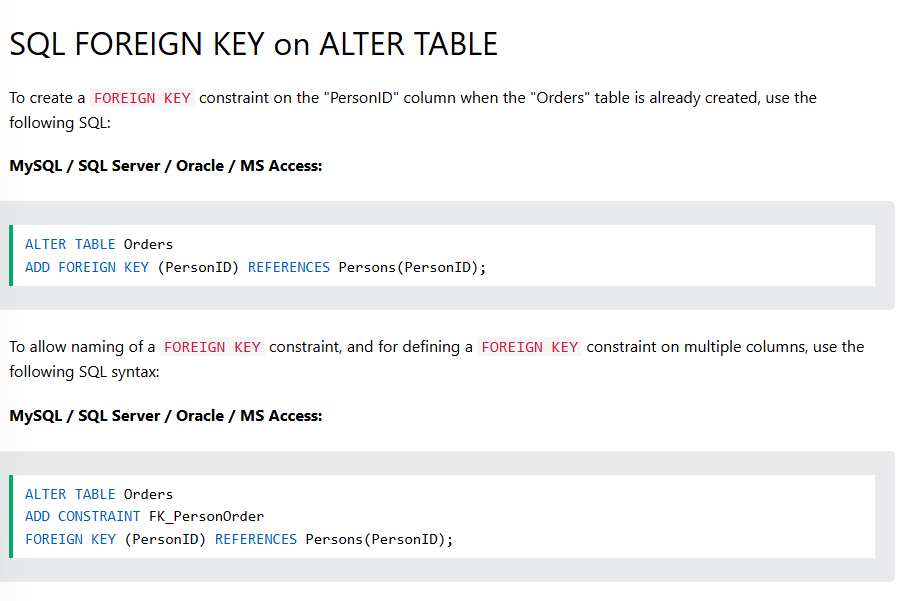 SQL FOREIGN KEY on ALTER TABLE
To create a FOREIGN KEY constraint on the "PersonID" column when the "Orders" table is already created, use the
following SQL:
MySQL / SQL Server / Oracle / MS Access:
ALTER TABLE Orders
ADD FOREIGN KEY (PersonID) REFERENCES Persons(PersonID);
To allow naming of a FOREIGN KEY constraint, and for defining a FOREIGN KEY constraint on multiple columns, use the
following SQL syntax:
MySQL / SQL Server / Oracle / MS Access:
ALTER TABLE Orders
ADD CONSTRAINT FK_PersonOrder
FOREIGN KEY (PersonID) REFERENCES Persons(PersonID);